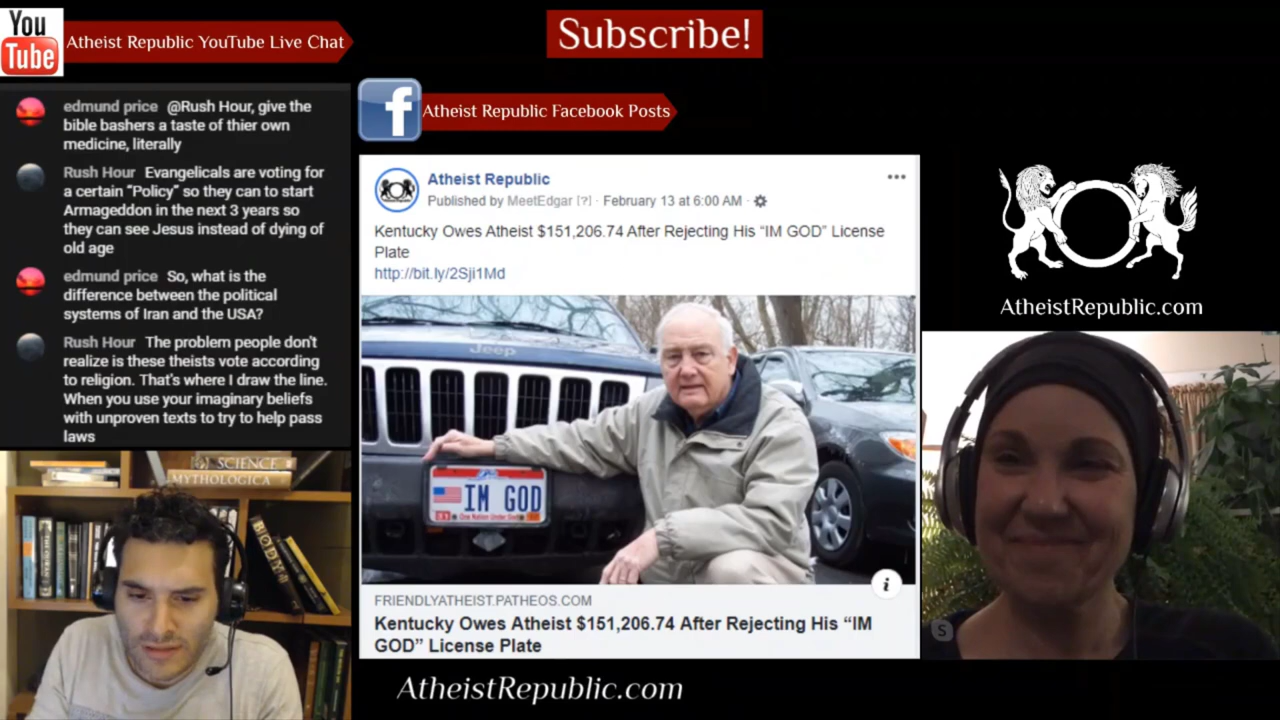 You
Tube
Atheist Republic YouTube Live Chat
Subscribe!
edmund price @Rush Hour, give the
bible bashers a taste of thier own
medicine, literally
Rush Hour Evangelicals are voting for
a certain “Policy” so they can to start
Armageddon in the next 3 years so
they can see Jesus instead of dying of
old age
edmund price So, what is the
difference between the political
systems of Iran and the USA?
Rush Hour The problem people don't
realize is these theists vote according
to religion. That's where I draw the line.
When you use your imaginary beliefs
with unproven texts to try to help pass
laws
f
Atheist Republic Facebook Posts
Atheist Republic
Published by MeetEdgar [?] · February 13 at 6:00 AM ·
Kentucky Owes Atheist $151,206.74 After Rejecting His “IM GOD” License
Plate
http://bit.ly/2Sji1Md
Jeep
IM GOD
One Nation Under God
i
FRIENDLYATHEIST.PATHEOS.COM
Kentucky Owes Atheist $151,206.74 After Rejecting His “IM
GOD” License Plate
AtheistRepublic.com
AtheistRepublic.com
SCIENCE
MYTHOLOGICA
BODY
S